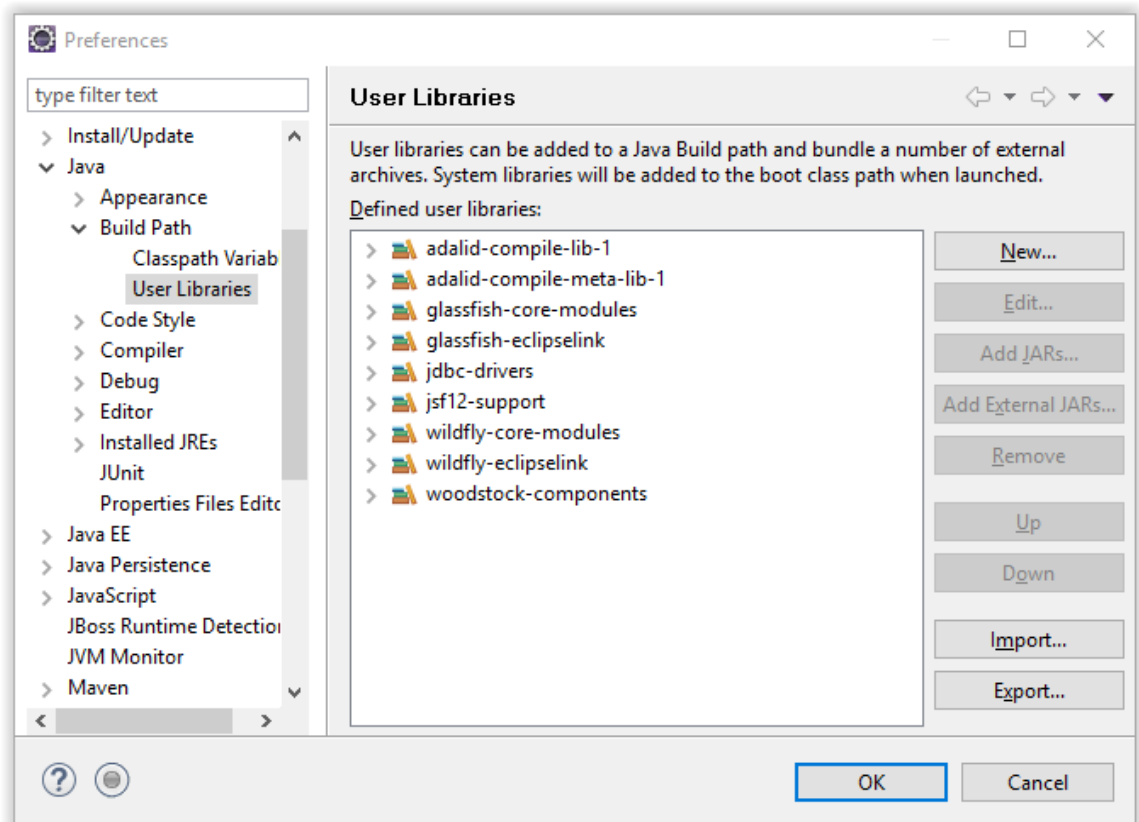 Preferences
type filter text
Install/Update
Java
Appearance
Build Path
Classpath Variab
User Libraries
Code Style
Compiler
Debug
Editor
Installed JREs
JUnit
Properties Files Edito
Java EE
Java Persistence
JavaScript
JBoss Runtime Detection
JVM Monitor
Maven
User Libraries
User libraries can be added to a Java Build path and bundle a number of external
archives. System libraries will be added to the boot class path when launched.
Defined user libraries:
adalid-compile-lib-1
adalid-compile-meta-lib-1
glassfish-core-modules
glassfish-eclipselink
jdbc-drivers
jsf12-support
wildfly-core-modules
wildfly-eclipselink
woodstock-components
New...
Edit...
Add JARs...
Add External JARs...
Remove
Up
Down
Import...
Export...
?
OK
Cancel